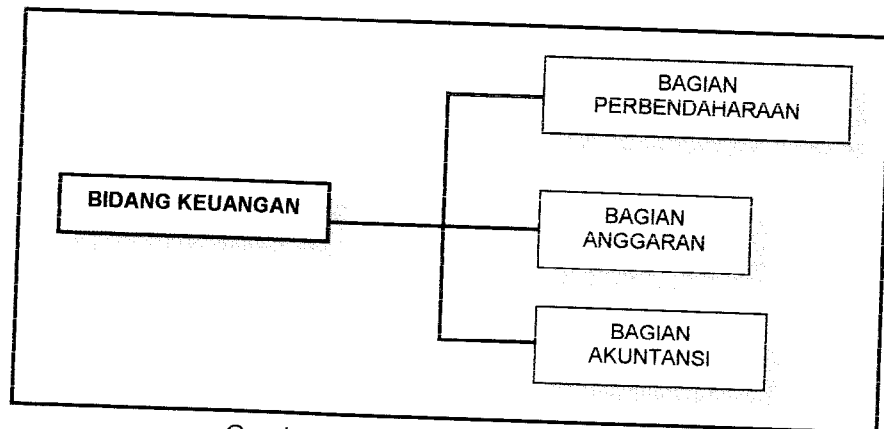 BAGIAN
PERBENDAHARAAN
BIDANG KEUANGAN
BAGIAN
ANGGARAN
BAGIAN
AKUNTANSI